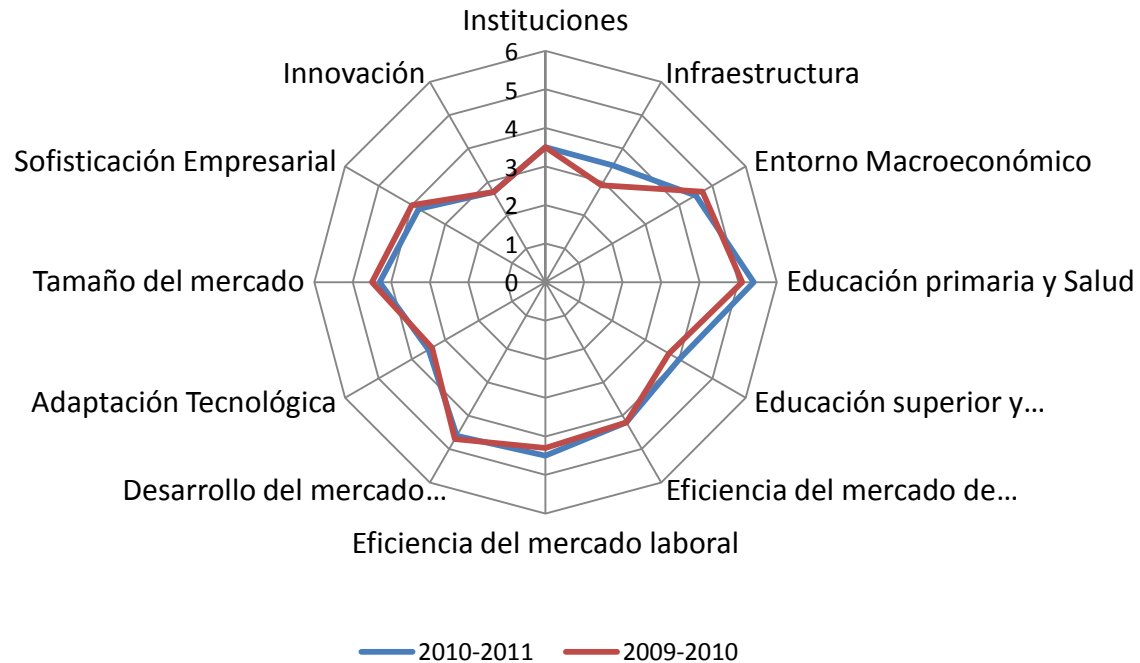 Instituciones
6
5
4
3
2
1
0
Infraestructura
Entorno Macroeconómico
Educación primaria y Salud
Educación superior y...
Eficiencia del mercado de...
Eficiencia del mercado laboral
Desarrollo del mercado...
Adaptación Tecnológica
Tamaño del mercado
Sofisticación Empresarial
Innovación
2010-2011
2009-2010